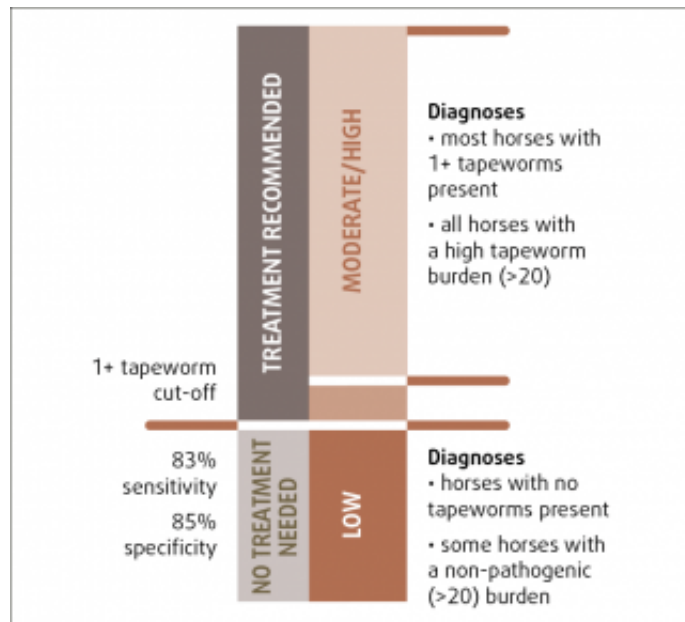 TREATMENT RECOMMENDED
MODERATE/HIGH
Diagnoses
• most horses with
1+ tapeworms
present
• all horses with
a high tapeworm
burden (>20)
1+ tapeworm
cut-off
83%
sensitivity
85%
specificity
NO TREATMENT
NEEDED
LOW
Diagnoses
• horses with no
tapeworms present
• some horses with
a non-pathogenic
(>20) burden